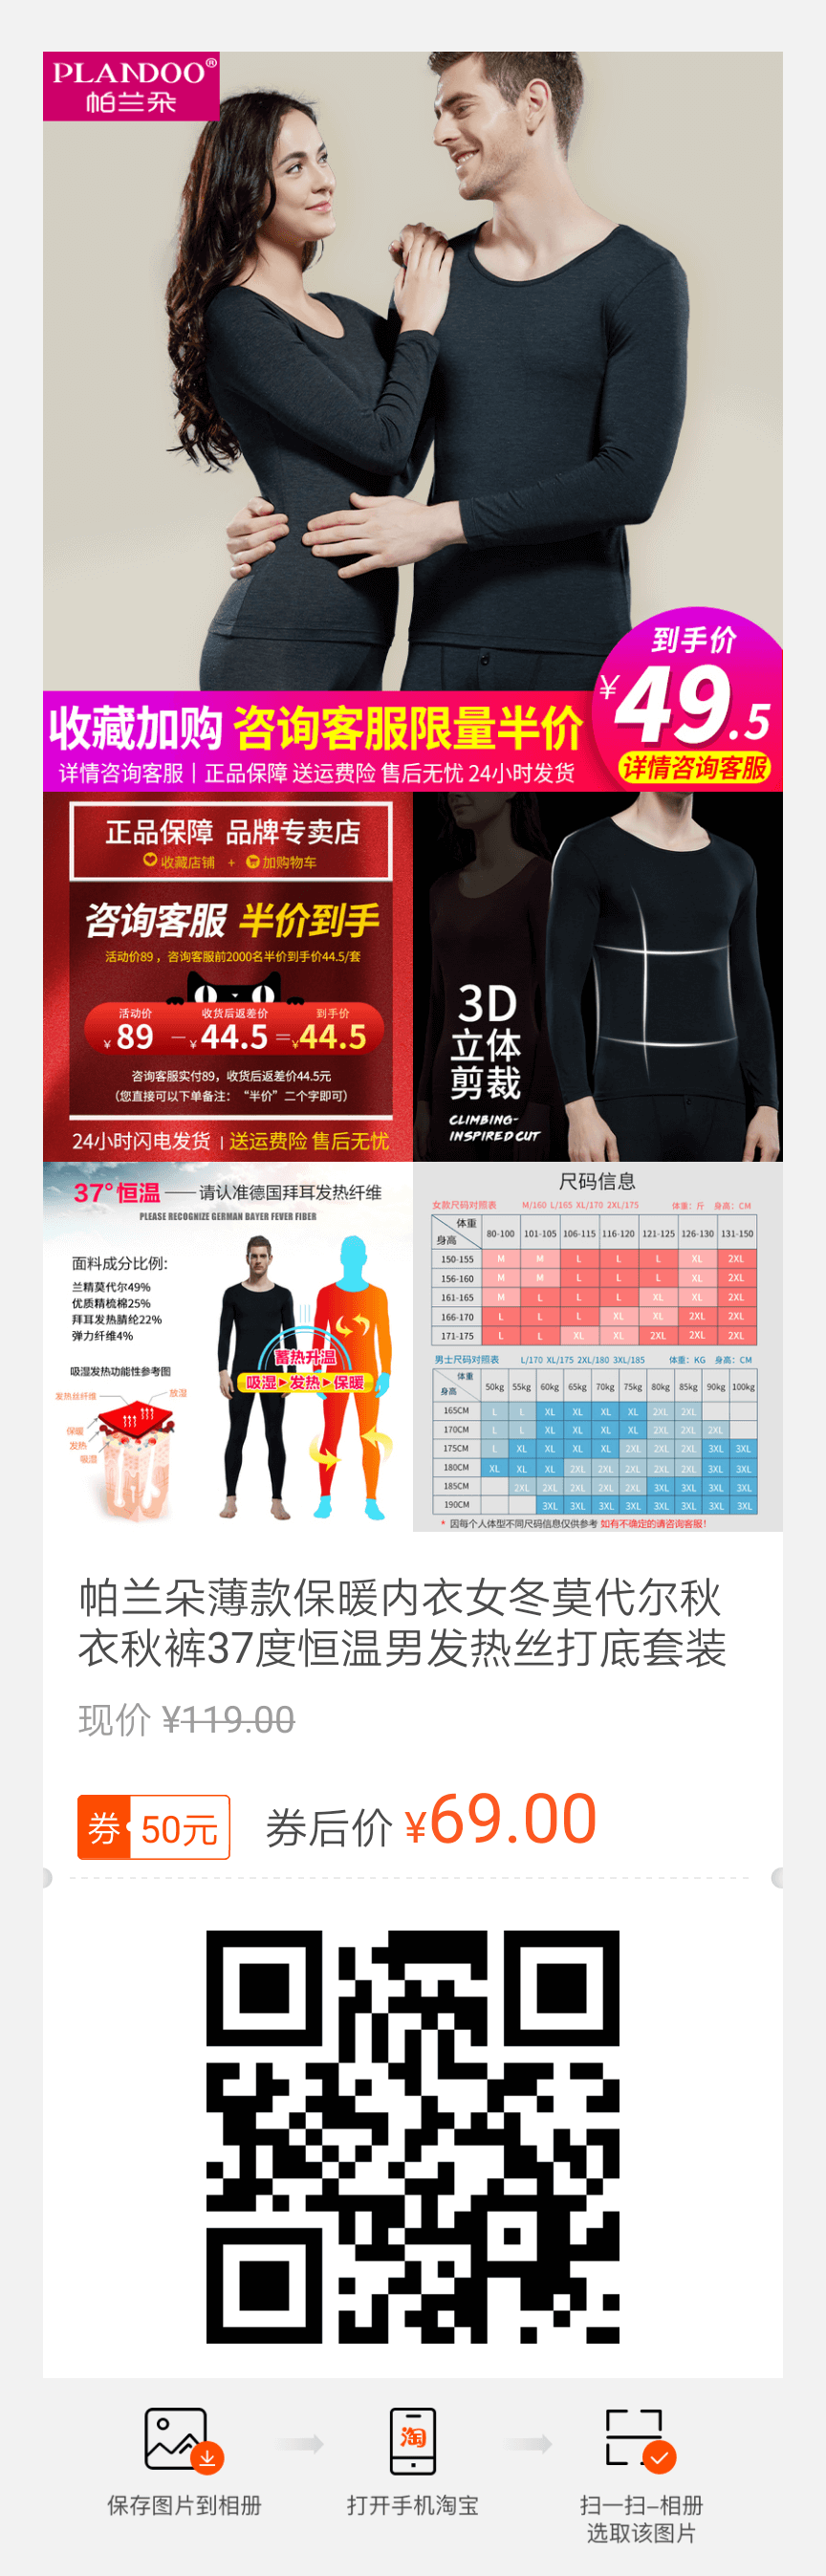 PLANDOO®
帕兰朵
到手价
¥49.5
详情咨询客服
收藏加购 咨询客服限量半价
详情咨询客服丨正品保障 送运费险 售后无忧 24小时发货
正品保障 品牌专卖店
收藏店铺 + 加购物车
咨询客服 半价到手
活动价89，咨询客服前2000名半价到手价44.5/套
活动价 收货后返差价 到手价
¥89 — ¥44.5 = ¥44.5
咨询客服实付89，收货后返差价44.5元
（您直接可以下单备注：“半价”二个字即可）
24小时闪电发货 | 送运费险 售后无忧
3D
立体
剪裁
CLIMBING-
INSPIRED CUT
37°恒温——请认准德国拜耳发热纤维
PLEASE RECOGNIZE GERMAN BAYER FEVER FIBER
面料成分比例:
兰精莫代尔49%
优质精梳棉25%
拜耳发热腈纶22%
弹力纤维4%
吸湿发热功能性参考图
发热丝纤维
放湿
保暖
发热
吸湿
蓄热升温
吸湿▶发热▶保暖
尺码信息
女款尺码对照表 M/160 L/165 XL/170 2XL/175 体重：斤 身高：CM
体重
身高 80-100 101-105 106-115 116-120 121-125 126-130 131-150
150-155 M M L L L XL 2XL
156-160 M M L L L XL 2XL
161-165 M L L L XL XL 2XL
166-170 L L L XL XL 2XL 2XL
171-175 L L XL XL 2XL 2XL 2XL
男士尺码对照表 L/170 XL/175 2XL/180 3XL/185 体重：KG 身高：CM
体重
身高 50kg 55kg 60kg 65kg 70kg 75kg 80kg 85kg 90kg 100kg
165CM L L XL XL XL XL 2XL 2XL
170CM L L XL XL XL XL 2XL 2XL 2XL
175CM L XL XL XL XL 2XL 2XL 2XL 3XL 3XL
180CM XL XL XL 2XL 2XL 2XL 2XL 2XL 3XL 3XL
185CM 2XL 2XL 2XL 2XL 2XL 3XL 3XL 3XL 3XL
190CM 3XL 3XL 3XL 3XL 3XL 3XL 3XL 3XL
* 因每个人体型不同尺码信息仅供参考 如有不确定的请咨询客服！
帕兰朵薄款保暖内衣女冬莫代尔秋
衣秋裤37度恒温男发热丝打底套装
现价 ¥119.00
券 50元 券后价 ¥69.00
淘
保存图片到相册
打开手机淘宝
扫一扫–相册
选取该图片